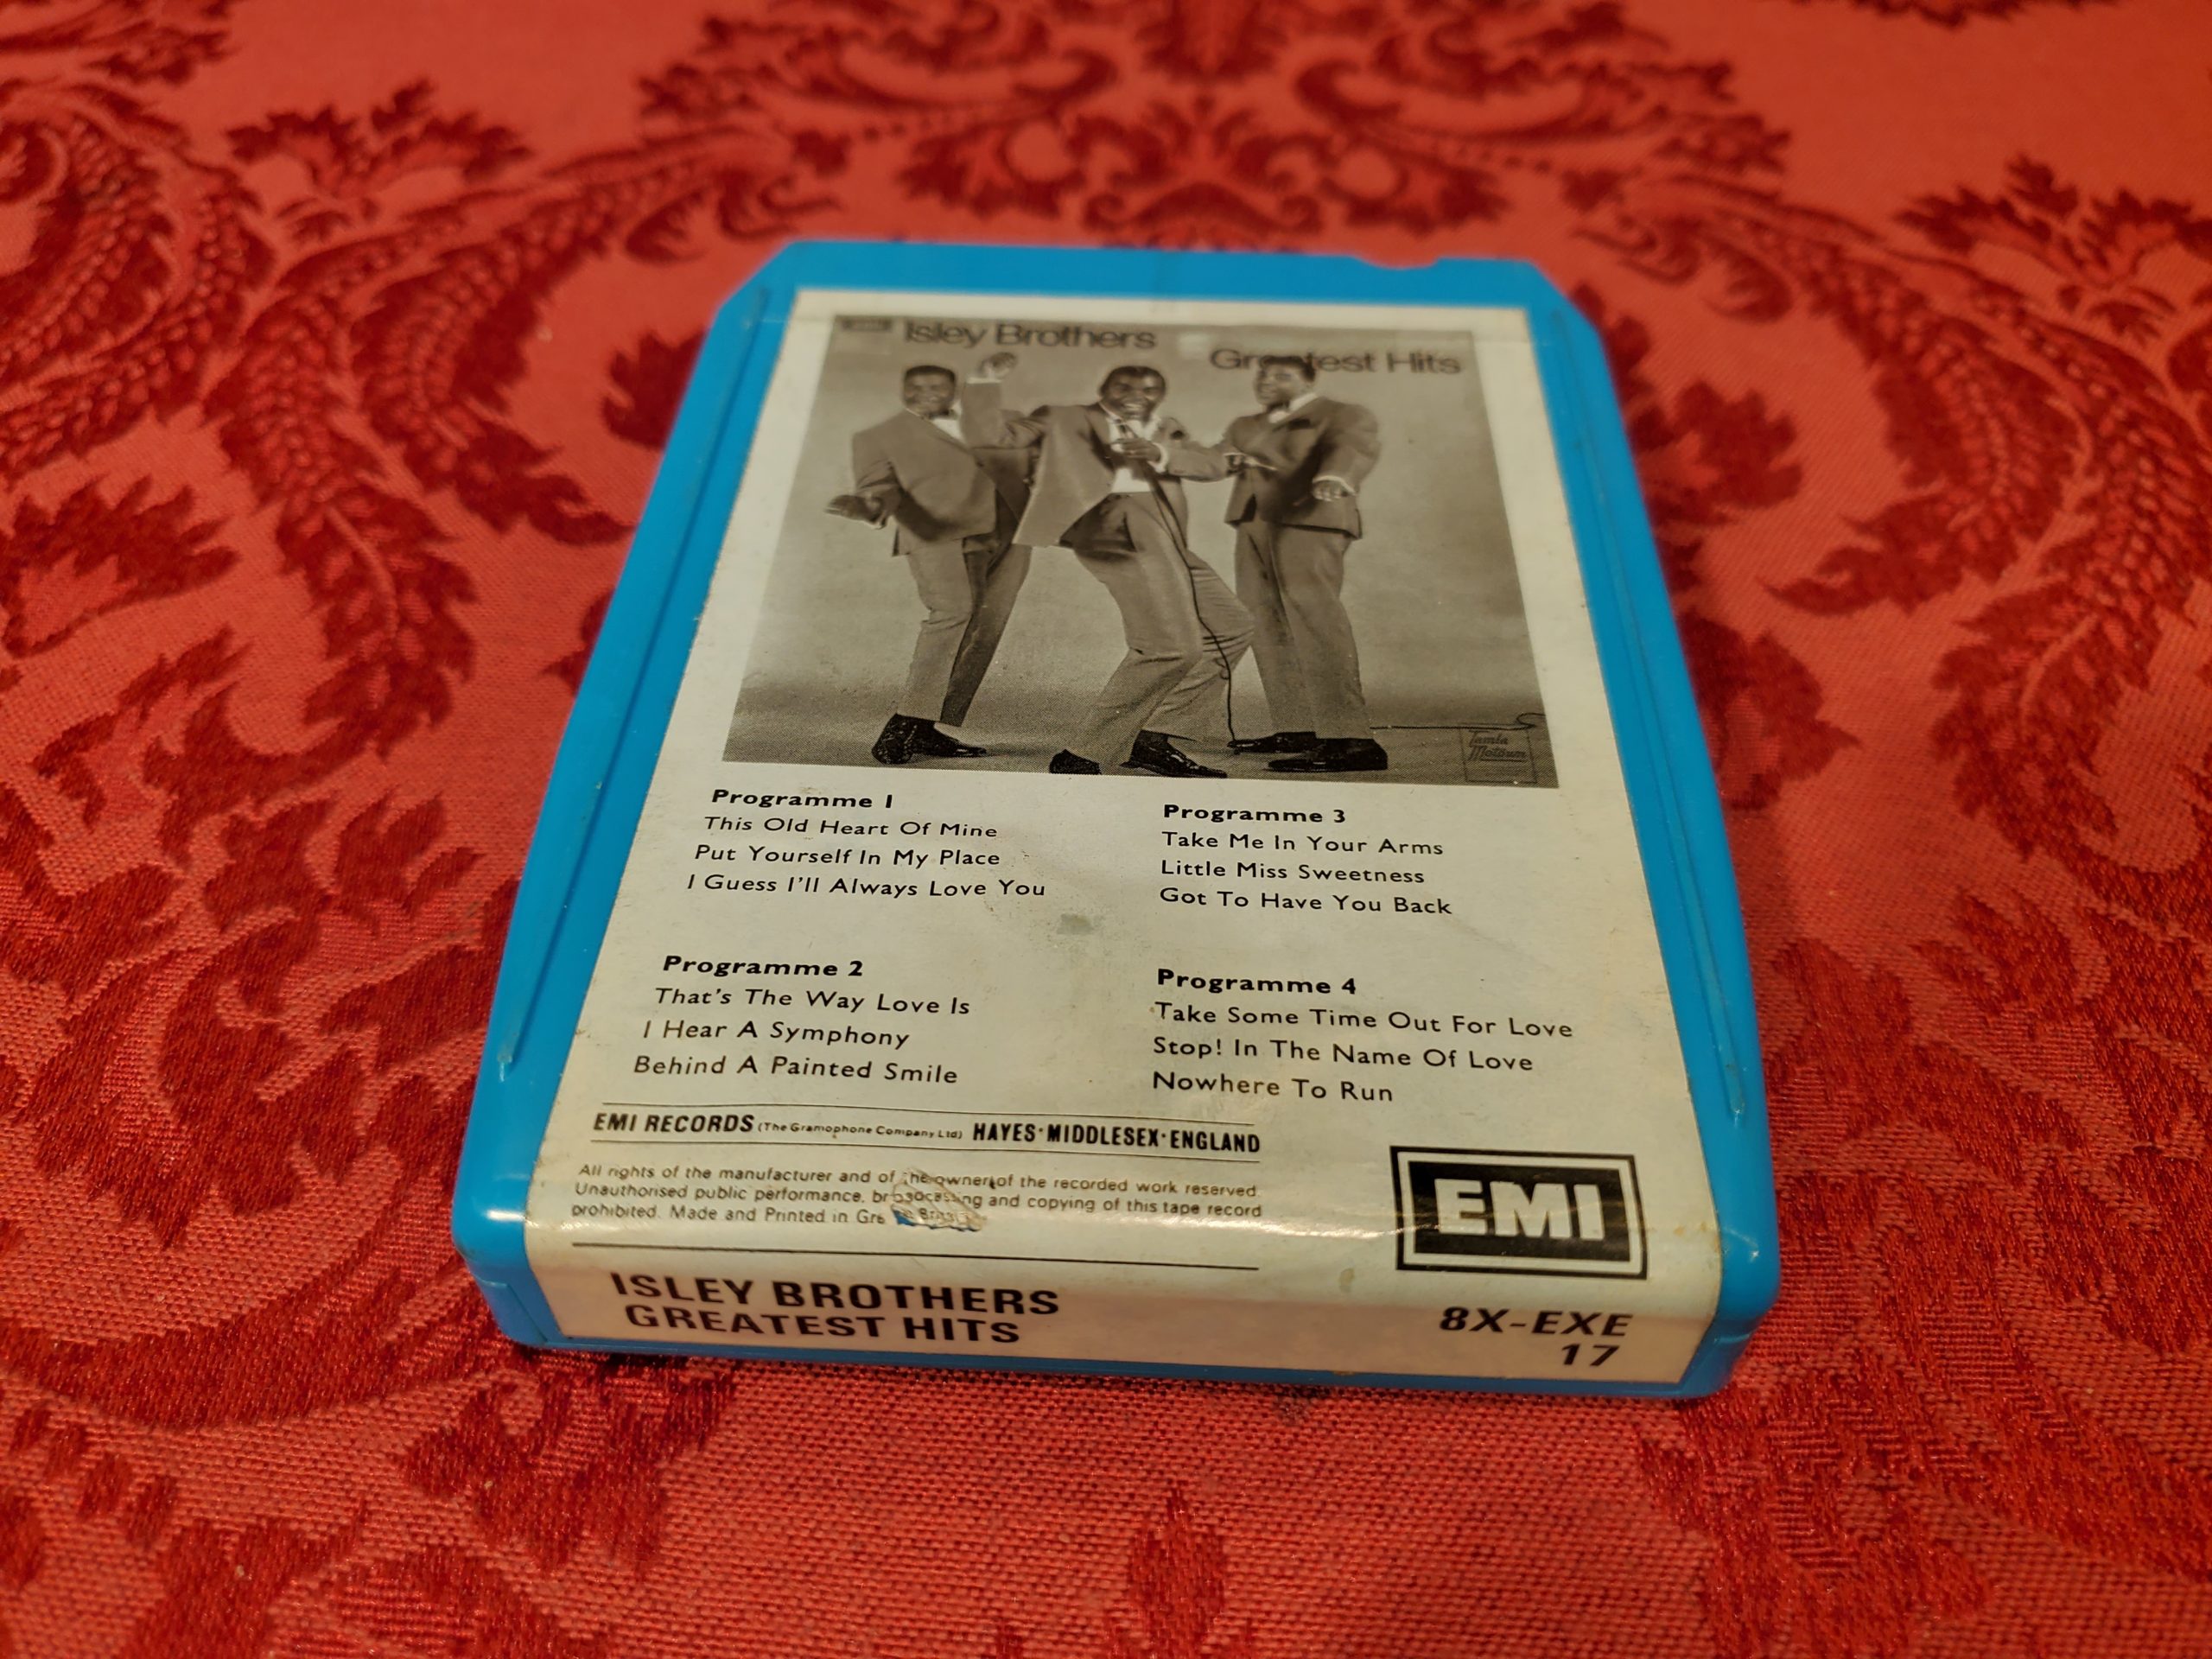 Isley Brothers
Greatest Hits
Tamla
Motown
Programme 1
This Old Heart Of Mine
Put Yourself In My Place
I Guess I'll Always Love You
Programme 2
That's The Way Love Is
I Hear A Symphony
Behind A Painted Smile
Programme 3
Take Me In Your Arms
Little Miss Sweetness
Got To Have You Back
Programme 4
Take Some Time Out For Love
Stop! In The Name Of Love
Nowhere To Run
EMI RECORDS (The Gramophone Company Ltd) HAYES·MIDDLESEX·ENGLAND
All rights of the manufacturer and of the owner of the recorded work reserved.
Unauthorised public performance, and copying of this tape record
prohibited. Made and Printed in
EMI
ISLEY BROTHERS
GREATEST HITS
8X-EXE
17